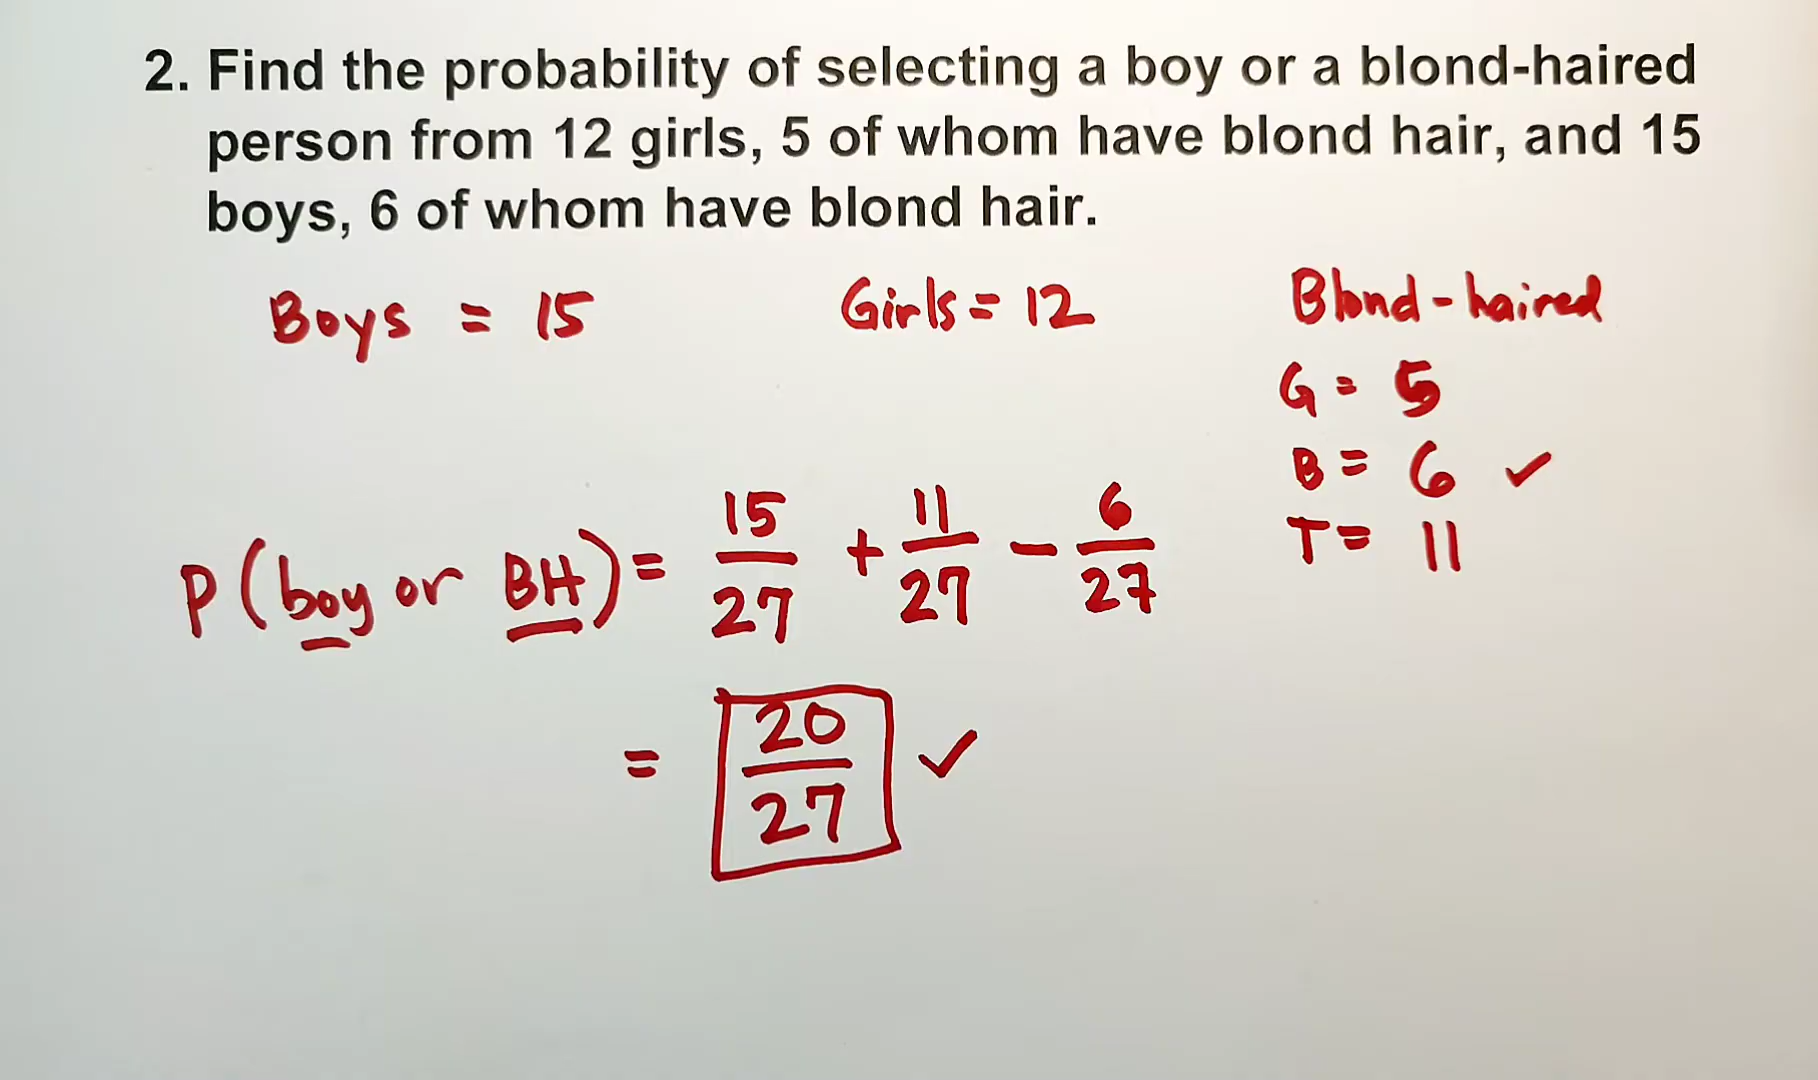 2. Find the probability of selecting a boy or a blond-haired
person from 12 girls, 5 of whom have blond hair, and 15
boys, 6 of whom have blond hair.
Boys = 15
Girls = 12
Blond-haired
G = 5
B = 6 ✓
T = 11
P(boy or BH) = 15/27 + 11/27 - 6/27
= 20/27 ✓